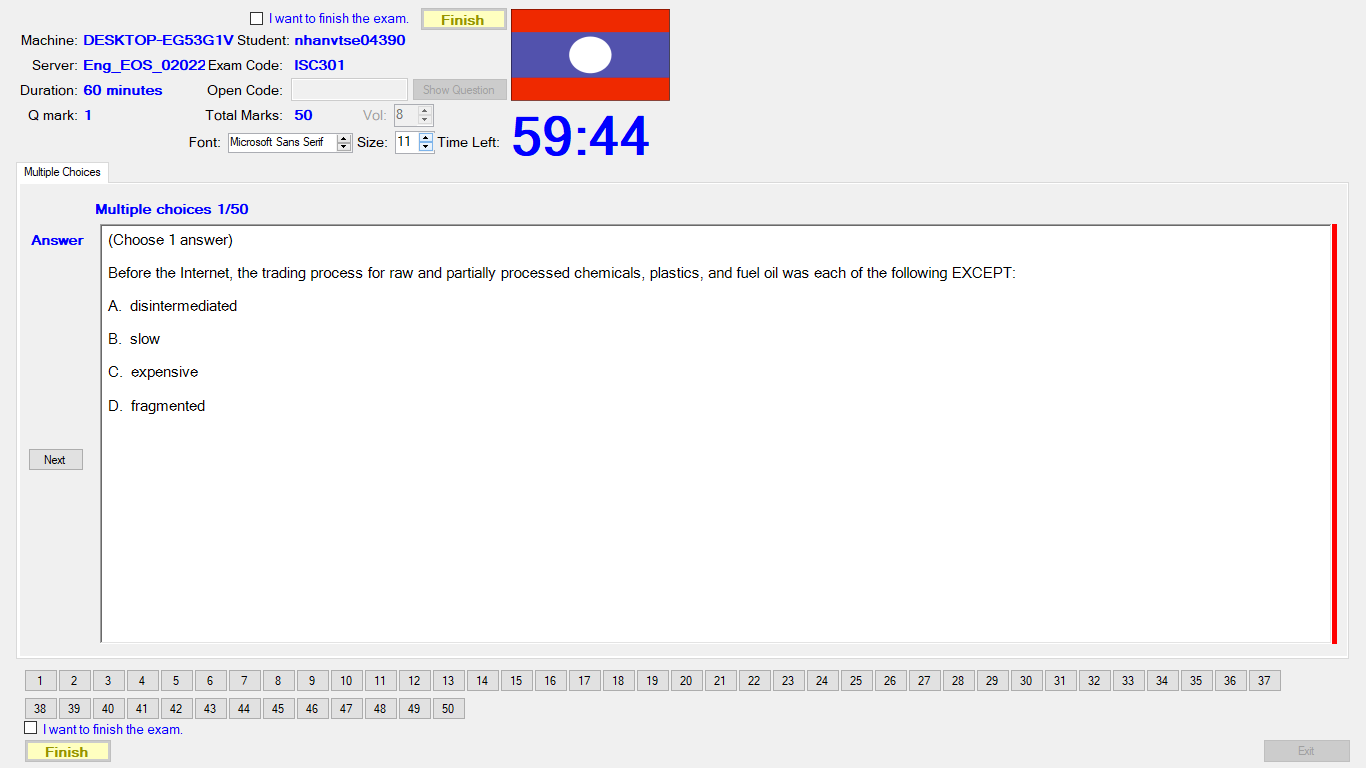 I want to finish the exam. Finish
Machine: DESKTOP-EG53G1V Student: nhanvtse04390
Server: Eng_EOS_02022 Exam Code: ISC301
Duration: 60 minutes Open Code: Show Question
Q mark: 1 Total Marks: 50 Vol: 8
Font: Microsoft Sans Serif Size: 11 Time Left: 59:44
Multiple Choices
Multiple choices 1/50
Answer
(Choose 1 answer)
Before the Internet, the trading process for raw and partially processed chemicals, plastics, and fuel oil was each of the following EXCEPT:
A. disintermediated
B. slow
C. expensive
D. fragmented
Next
1 2 3 4 5 6 7 8 9 10 11 12 13 14 15 16 17 18 19 20 21 22 23 24 25 26 27 28 29 30 31 32 33 34 35 36 37
38 39 40 41 42 43 44 45 46 47 48 49 50
I want to finish the exam.
Finish
Exit